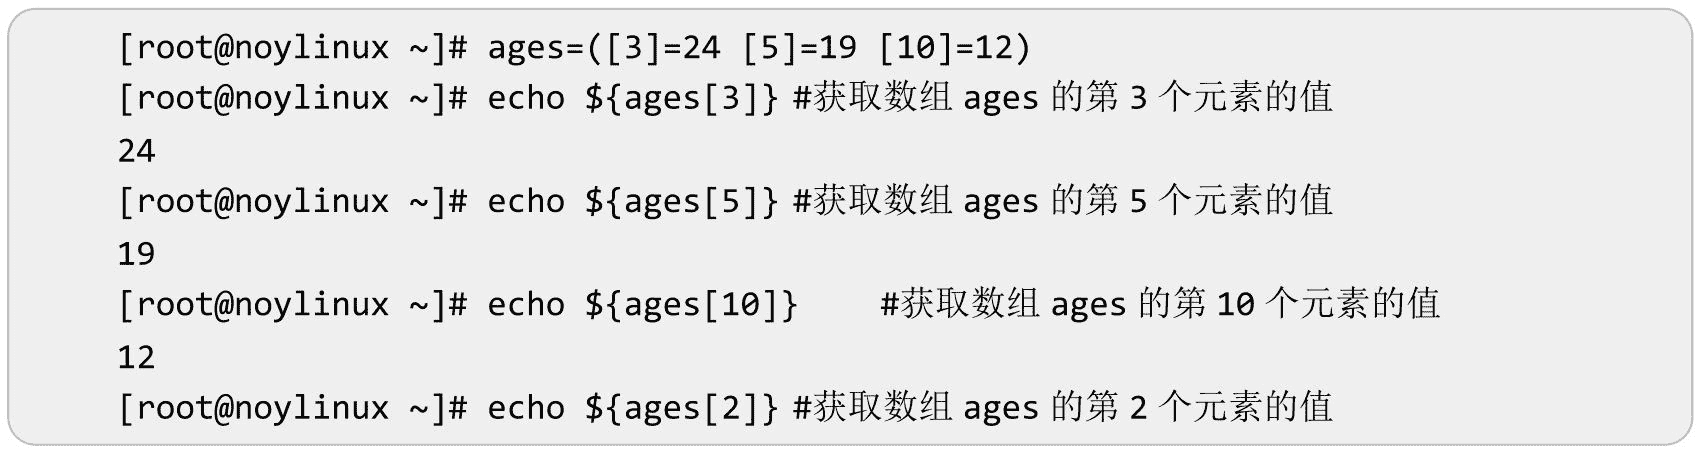 [root@noylinux ~]# ages=([3]=24 [5]=19 [10]=12)
[root@noylinux ~]# echo ${ages[3]} #获取数组 ages 的第 3 个元素的值
24
[root@noylinux ~]# echo ${ages[5]} #获取数组 ages 的第 5 个元素的值
19
[root@noylinux ~]# echo ${ages[10]} #获取数组 ages 的第 10 个元素的值
12
[root@noylinux ~]# echo ${ages[2]} #获取数组 ages 的第 2 个元素的值